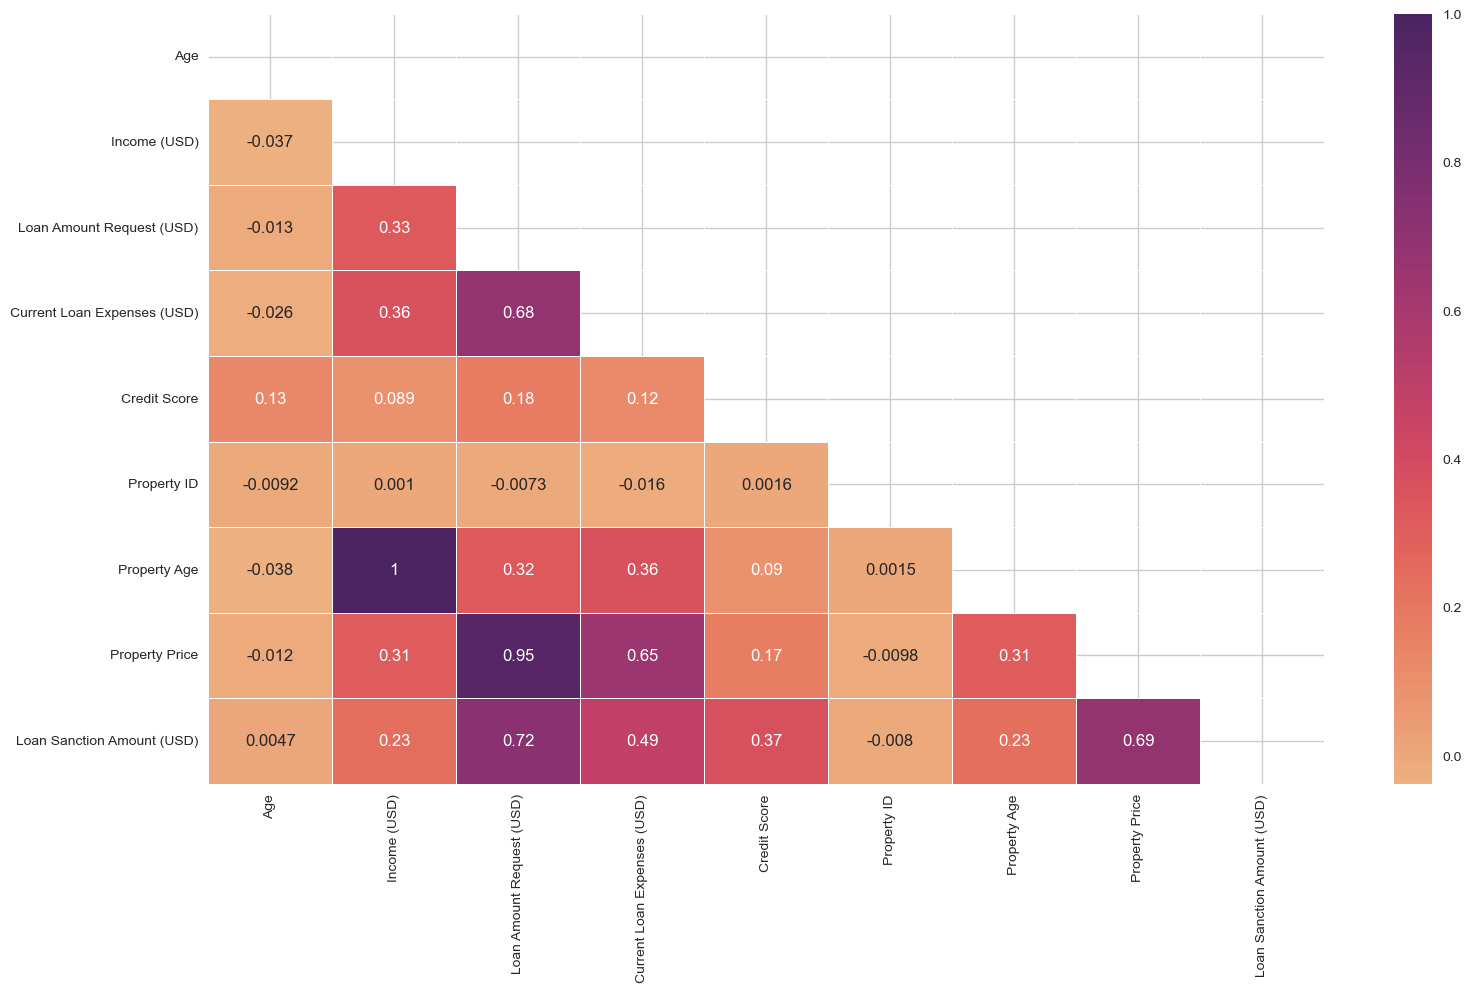 Age
Income (USD) -0.037
Loan Amount Request (USD) -0.013 0.33
Current Loan Expenses (USD) -0.026 0.36 0.68
Credit Score 0.13 0.089 0.18 0.12
Property ID -0.0092 0.001 -0.0073 -0.016 0.0016
Property Age -0.038 1 0.32 0.36 0.09 0.0015
Property Price -0.012 0.31 0.95 0.65 0.17 -0.0098 0.31
Loan Sanction Amount (USD) 0.0047 0.23 0.72 0.49 0.37 -0.008 0.23 0.69
Age
Income (USD)
Loan Amount Request (USD)
Current Loan Expenses (USD)
Credit Score
Property ID
Property Age
Property Price
Loan Sanction Amount (USD)
1.0
0.8
0.6
0.4
0.2
0.0